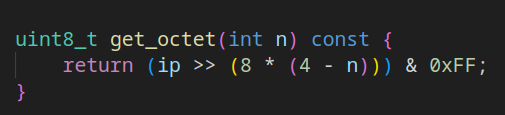 uint8_t get_octet(int n) const {
    return (ip >> (8 * (4 - n))) & 0xFF;
}